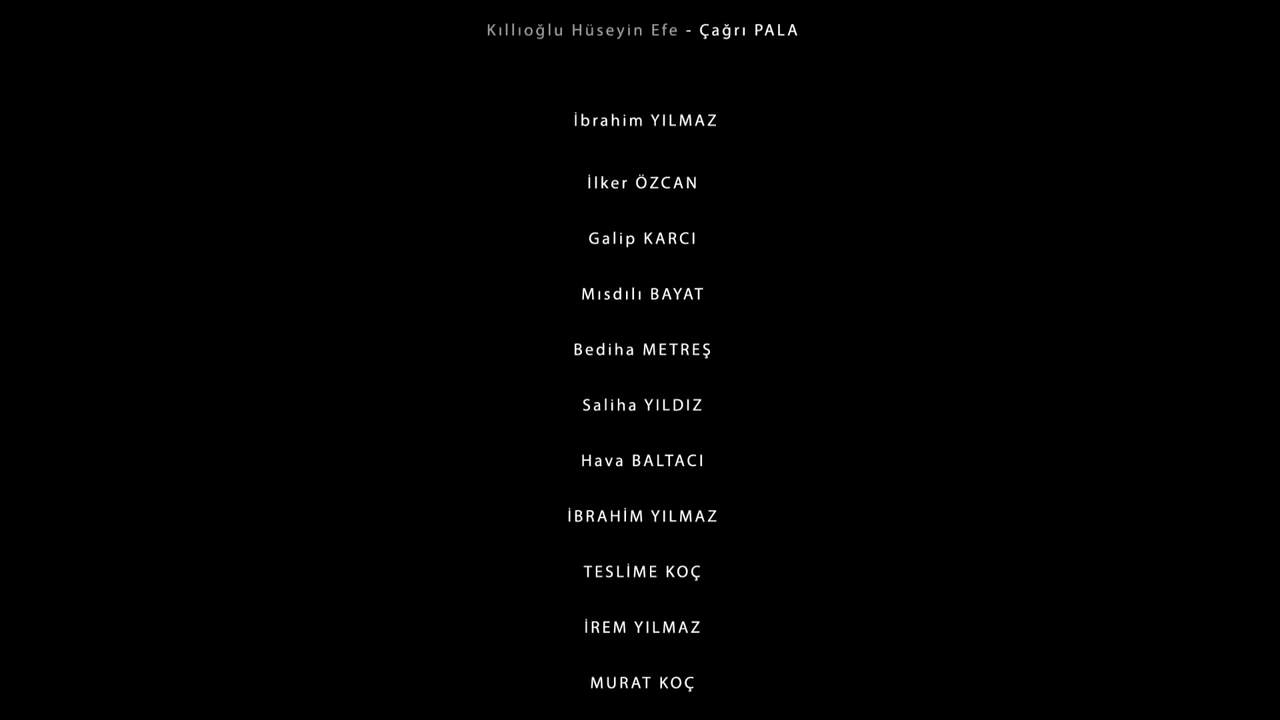 Kıllıoğlu Hüseyin Efe - Çağrı PALA
İbrahim YILMAZ
İlker ÖZCAN
Galip KARCI
Mısdılı BAYAT
Bediha METREŞ
Saliha YILDIZ
Hava BALTACI
İBRAHİM YILMAZ
TESLİME KOÇ
İREM YILMAZ
MURAT KOÇ